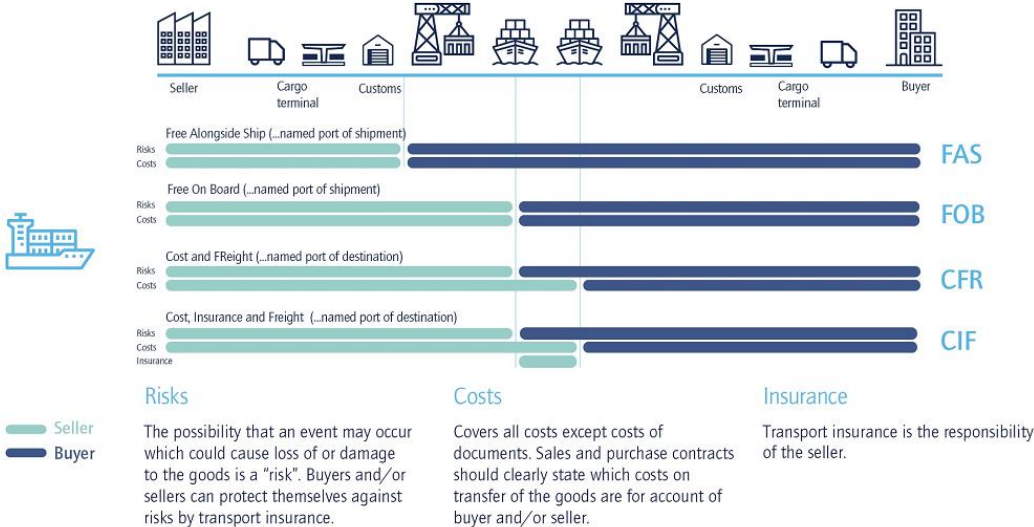 Seller
Cargo
terminal
Customs
Customs
Cargo
terminal
Buyer
Free Alongside Ship (...named port of shipment)
Risks
Costs
FAS
Free On Board (...named port of shipment)
Risks
Costs
FOB
Cost and FReight (...named port of destination)
Risks
Costs
CFR
Cost, Insurance and Freight (...named port of destination)
Risks
Costs
Insurance
CIF
Seller
Buyer
Risks
The possibility that an event may occur
which could cause loss of or damage
to the goods is a “risk”. Buyers and/or
sellers can protect themselves against
risks by transport insurance.
Costs
Covers all costs except costs of
documents. Sales and purchase contracts
should clearly state which costs on
transfer of the goods are for account of
buyer and/or seller.
Insurance
Transport insurance is the responsibility
of the seller.